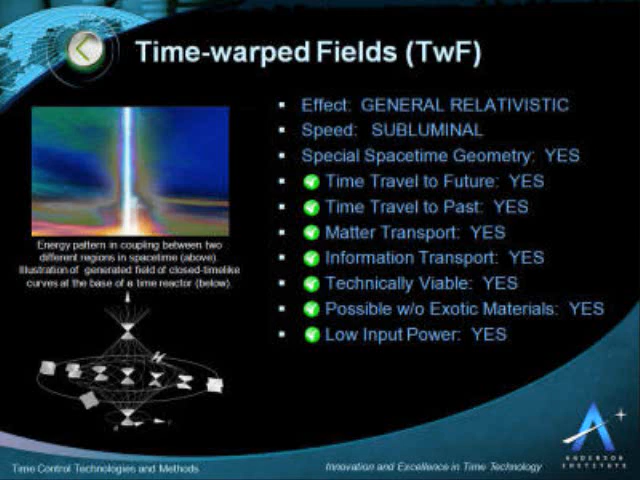 Time-warped Fields (TwF)
Effect: GENERAL RELATIVISTIC
Speed: SUBLUMINAL
Special Spacetime Geometry: YES
Time Travel to Future: YES
Time Travel to Past: YES
Matter Transport: YES
Information Transport: YES
Technically Viable: YES
Possible w/o Exotic Materials: YES
Low Input Power: YES
Energy pattern in coupling between two
different regions in spacetime (above).
Illustration of generated field of closed-timelike
curves at the base of a time reactor (below).
Time Control Technologies and Methods
Innovation and Excellence in Time Technology
ANDERSON
INSTITUTE